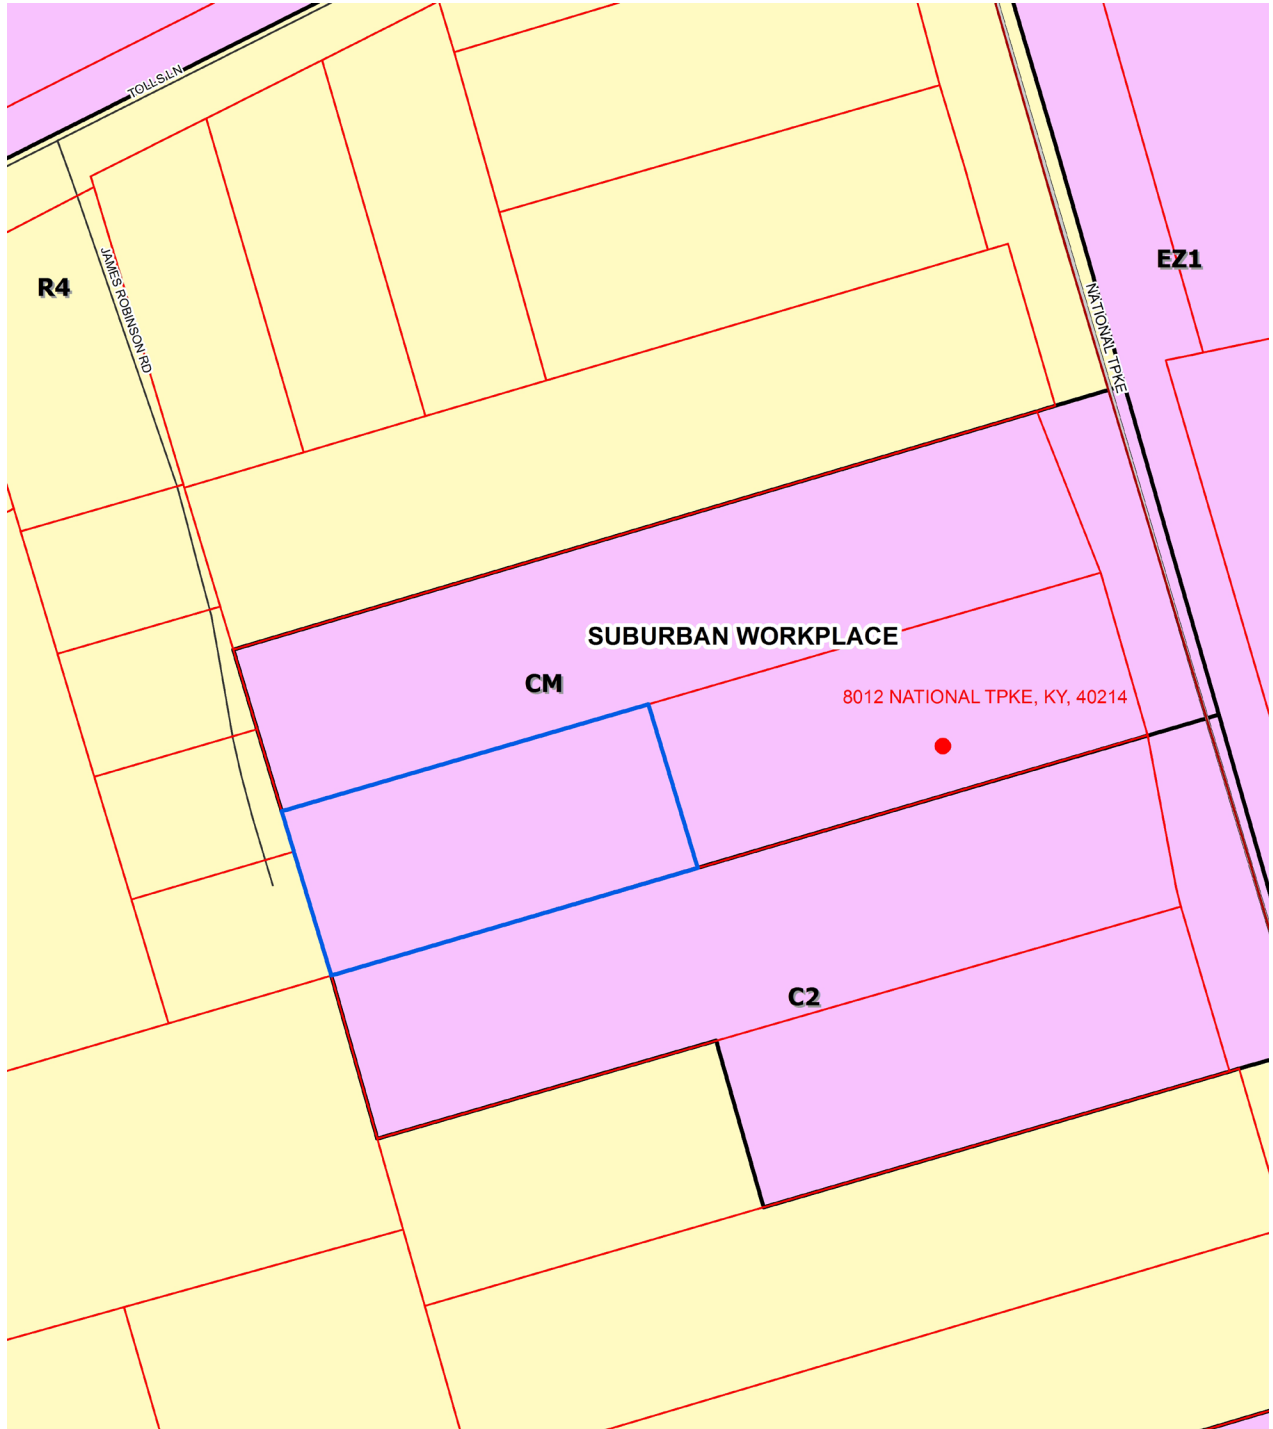 TOLLS LN
JAMES ROBINSON RD
R4
EZ1
NATIONAL TPKE
SUBURBAN WORKPLACE
CM
8012 NATIONAL TPKE, KY, 40214
C2